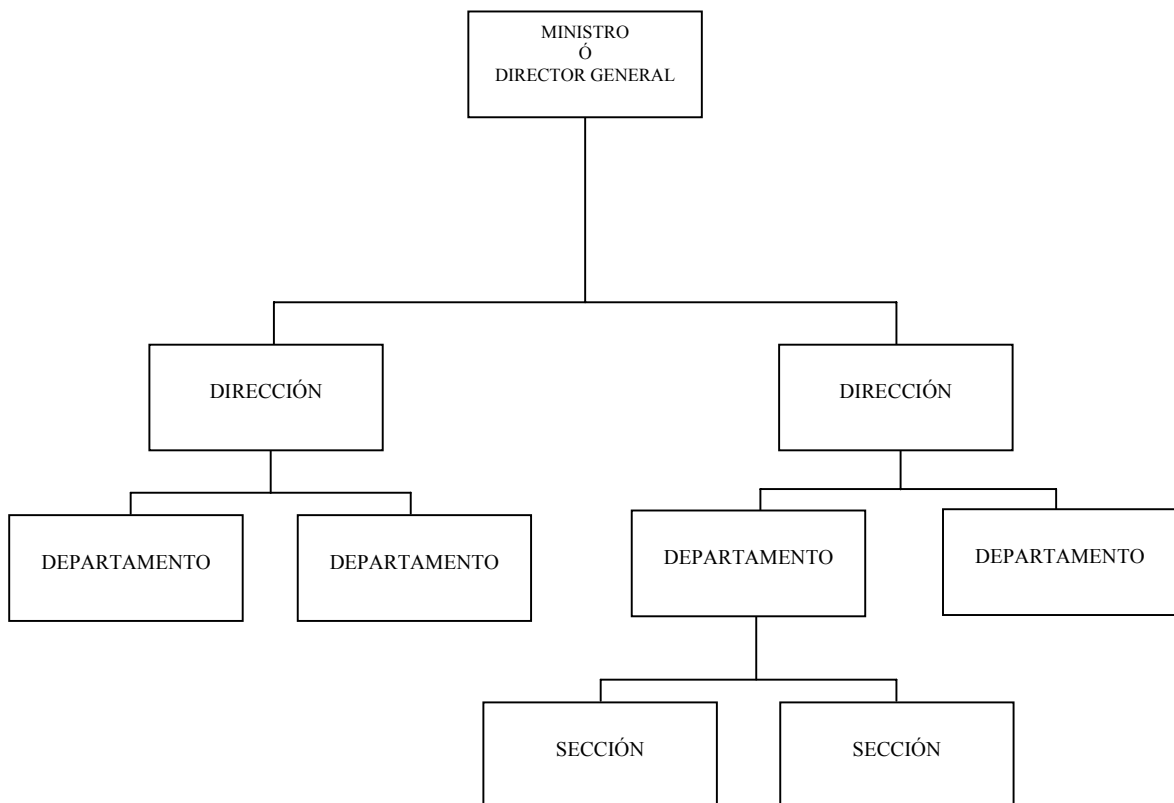 MINISTRO
Ó
DIRECTOR GENERAL
DIRECCIÓN
DIRECCIÓN
DEPARTAMENTO
DEPARTAMENTO
DEPARTAMENTO
DEPARTAMENTO
SECCIÓN
SECCIÓN